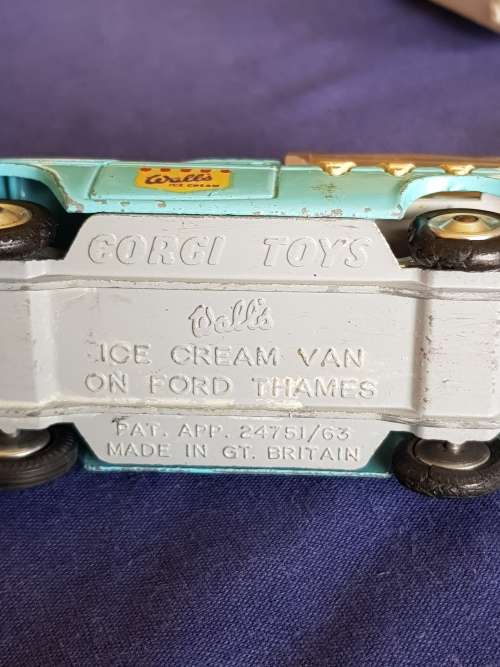 Wall's
ICE CREAM
CORGI TOYS
Wall's
ICE CREAM VAN
ON FORD THAMES
PAT. APP. 24751/63
MADE IN GT. BRITAIN